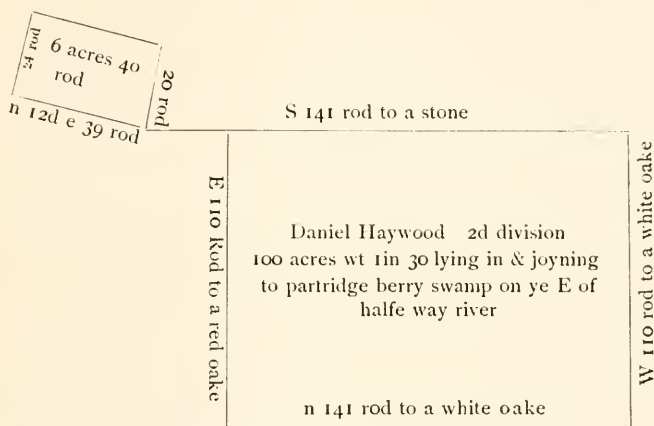 24 rod
6 acres 40
rod
20 rod
n 12d e 39 rod
S 141 rod to a stone
E 110 Rod to a red oake
Daniel Haywood 2d division
100 acres wt 1in 30 lying in & joyning
to partridge berry swamp on ye E of
halfe way river
W 110 rod to a white oake
n 141 rod to a white oake